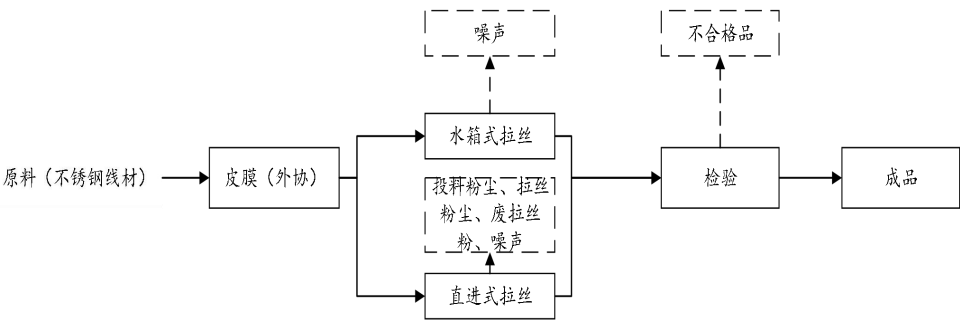 噪声
不合格品
水箱式拉丝
原料（不锈钢线材）
皮膜（外协）
检验
成品
投料粉尘、拉丝
粉尘、废拉丝
粉、噪声
直进式拉丝